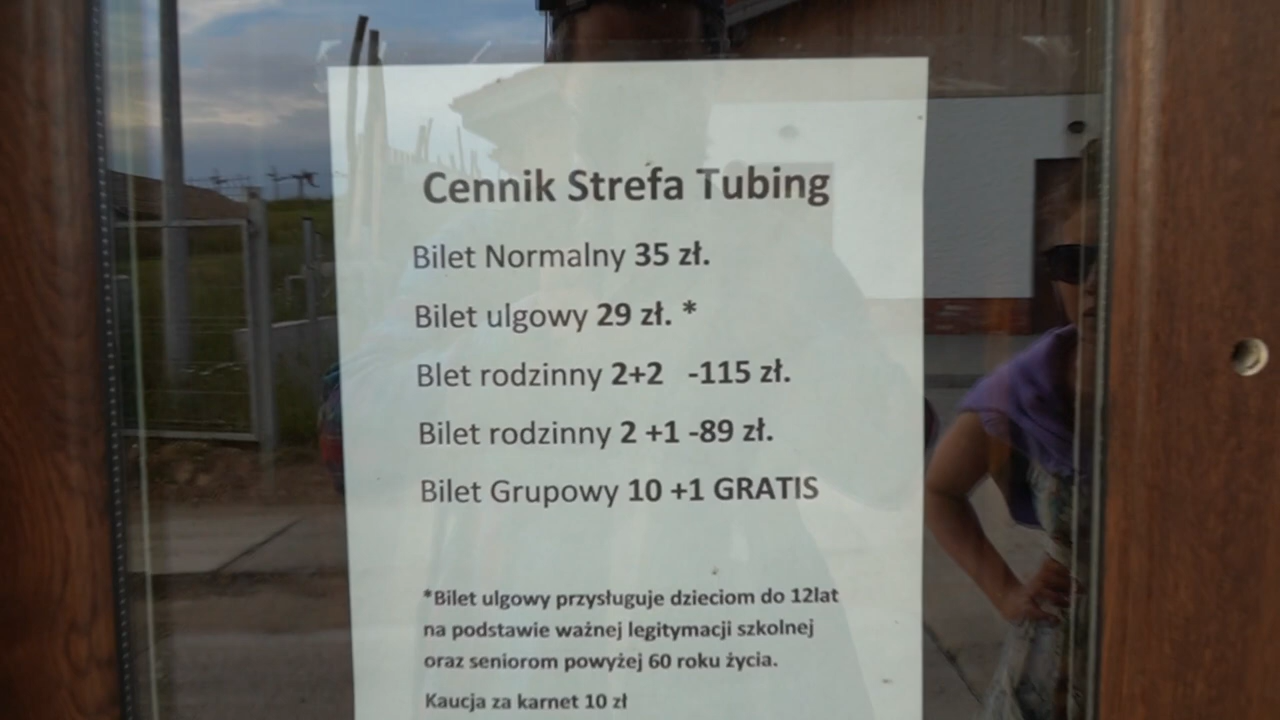 Cennik Strefa Tubing
Bilet Normalny 35 zł.
Bilet ulgowy 29 zł. *
Blet rodzinny 2+2 -115 zł.
Bilet rodzinny 2 +1 -89 zł.
Bilet Grupowy 10 +1 GRATIS
*Bilet ulgowy przysługuje dzieciom do 12lat
na podstawie ważnej legitymacji szkolnej
oraz seniorom powyżej 60 roku życia.
Kaucja za karnet 10 zł